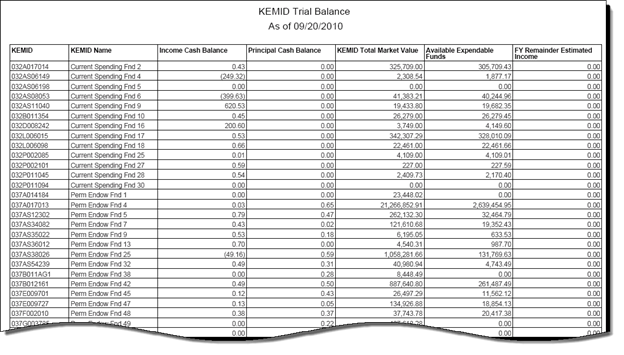 KEMID Trial Balance
As of 09/20/2010
KEMID KEMID Name Income Cash Balance Principal Cash Balance KEMID Total Market Value Available Expendable Funds FY Remainder Estimated Income
032A017014 Current Spending Fnd 2 0.43 0.00 325,709.00 305,709.43 0.00
032AS06149 Current Spending Fnd 4 (249.32) 0.00 2,308.54 1,877.17 0.00
032AS06198 Current Spending Fnd 5 0.00 0.00 0.00 0.00 0.00
032AS08053 Current Spending Fnd 6 (399.63) 0.00 41,383.21 40,244.96 0.00
032AS11040 Current Spending Fnd 9 620.53 0.00 19,433.80 19,682.35 0.00
032B011354 Current Spending Fnd 10 0.45 0.00 26,279.00 26,279.45 0.00
032D008242 Current Spending Fnd 16 200.60 0.00 3,749.00 4,149.60 0.00
032L006015 Current Spending Fnd 17 0.53 0.00 342,307.29 328,010.09 0.00
032L006098 Current Spending Fnd 18 0.66 0.00 22,461.00 22,461.66 0.00
032P002085 Current Spending Fnd 25 0.01 0.00 4,109.00 4,109.01 0.00
032P002101 Current Spending Fnd 27 0.59 0.00 227.00 227.59 0.00
032P011045 Current Spending Fnd 28 0.54 0.00 2,409.73 2,170.40 0.00
032P011094 Current Spending Fnd 30 0.00 0.00 0.00 0.00 0.00
037A014184 Perm Endow Fnd 1 0.00 0.00 23,448.02 0.00 0.00
037A017013 Perm Endow Fnd 4 0.03 0.65 21,266,852.91 2,639,454.95 0.00
037AS12302 Perm Endow Fnd 5 0.79 0.47 262,132.30 32,464.79 0.00
037AS34082 Perm Endow Fnd 7 0.43 0.02 121,610.68 19,352.43 0.00
037AS35022 Perm Endow Fnd 9 0.53 0.18 6,195.05 633.53 0.00
037AS36012 Perm Endow Fnd 13 0.70 0.00 4,540.31 987.70 0.00
037AS38026 Perm Endow Fnd 25 (49.16) 0.59 1,058,281.66 131,769.63 0.00
037AS54239 Perm Endow Fnd 32 0.49 0.31 40,980.94 4,743.49 0.00
037B011AG1 Perm Endow Fnd 38 0.00 0.28 8,448.49 0.00 0.00
037B012161 Perm Endow Fnd 42 0.49 0.50 887,640.80 261,487.49 0.00
037E009701 Perm Endow Fnd 45 0.12 0.43 26,497.29 11,562.12 0.00
037E009727 Perm Endow Fnd 47 0.13 0.05 134,926.88 18,854.13 0.00
037F002010 Perm Endow Fnd 48 0.38 0.37 37,743.78 20,417.38 0.00
Fnd 49 0.00 0.22 0.00 0.00
0.00 0.00